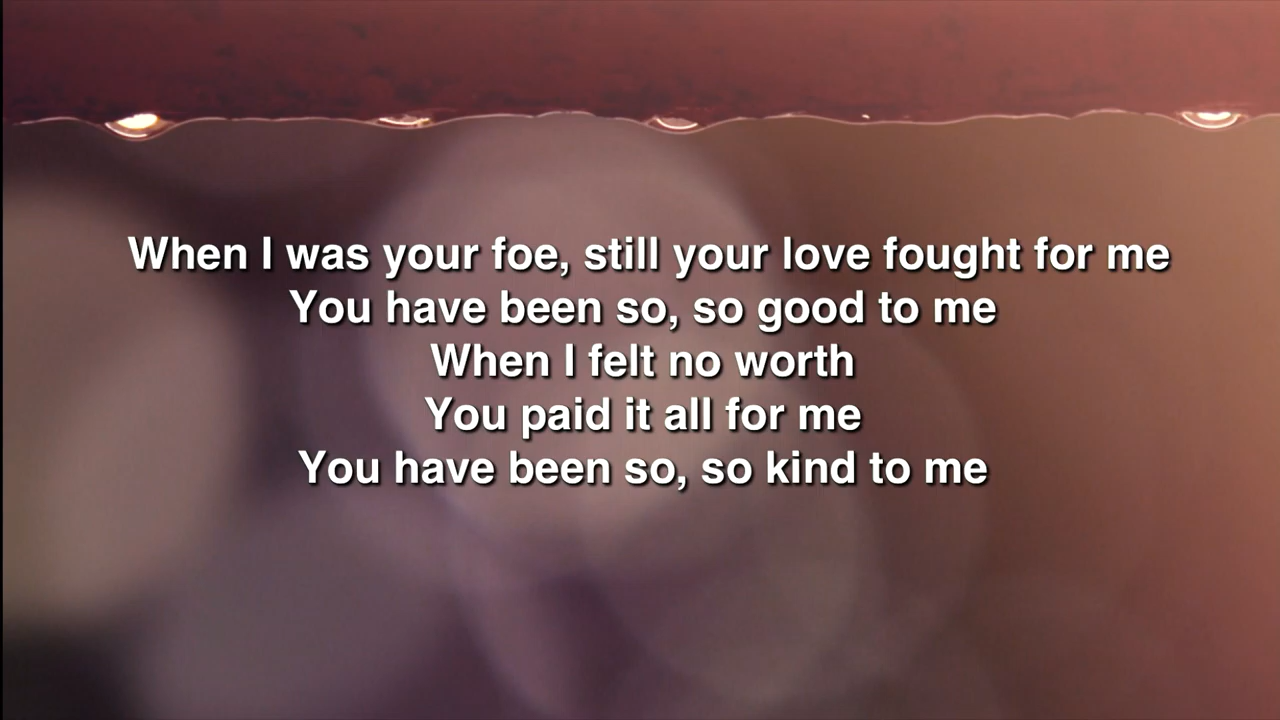 When I was your foe, still your love fought for me
You have been so, so good to me
When I felt no worth
You paid it all for me
You have been so, so kind to me